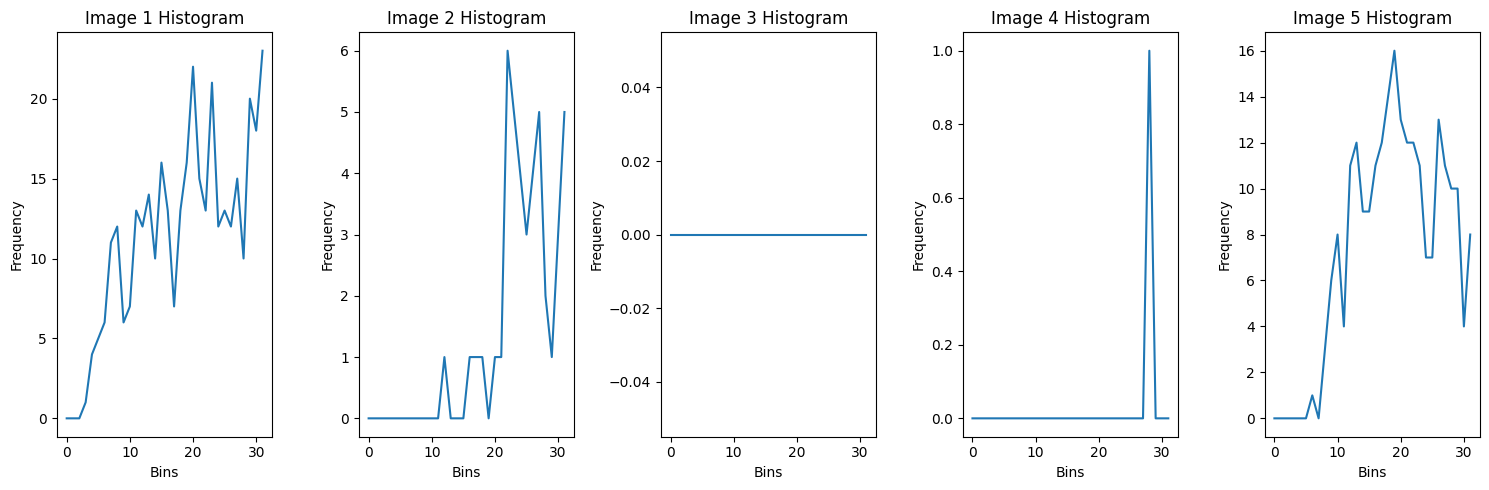 Image 1 Histogram
Frequency
20
15
10
5
0
0 10 20 30
Bins
Image 2 Histogram
Frequency
6
5
4
3
2
1
0
0 10 20 30
Bins
Image 3 Histogram
Frequency
0.04
0.02
0.00
−0.02
−0.04
0 10 20 30
Bins
Image 4 Histogram
Frequency
1.0
0.8
0.6
0.4
0.2
0.0
0 10 20 30
Bins
Image 5 Histogram
Frequency
16
14
12
10
8
6
4
2
0
0 10 20 30
Bins